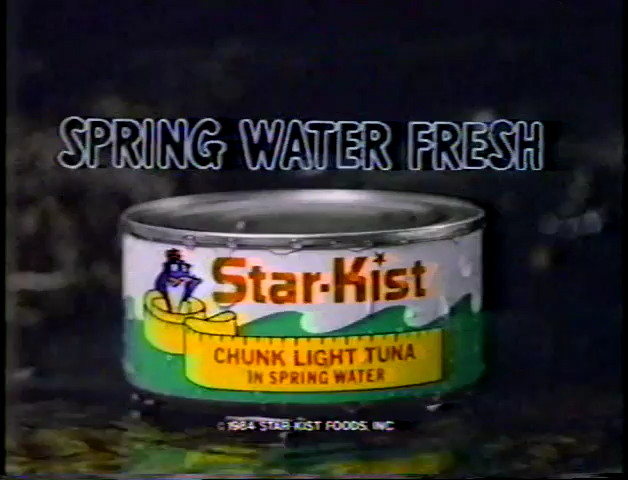 SPRING WATER FRESH
Star-Kist
CHUNK LIGHT TUNA
IN SPRING WATER
© 1984 STAR-KIST FOODS, INC